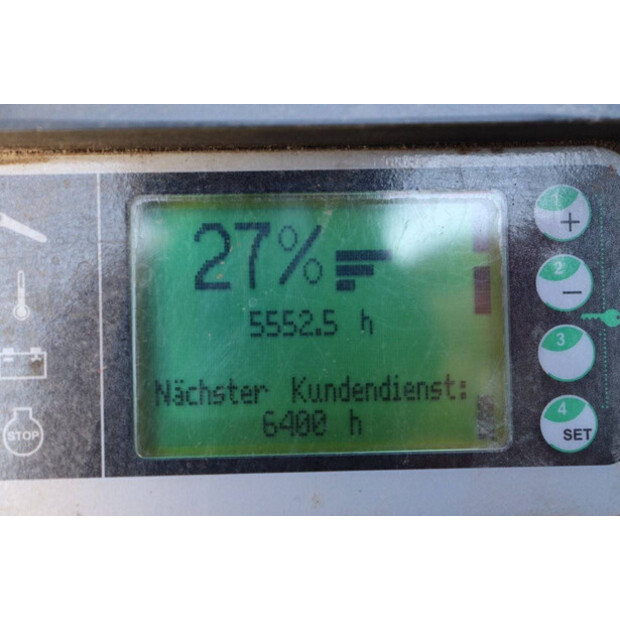 27%
5552.5 h
Nächster Kundendienst:
6400 h
1
+
2
−
3
4
SET
STOP